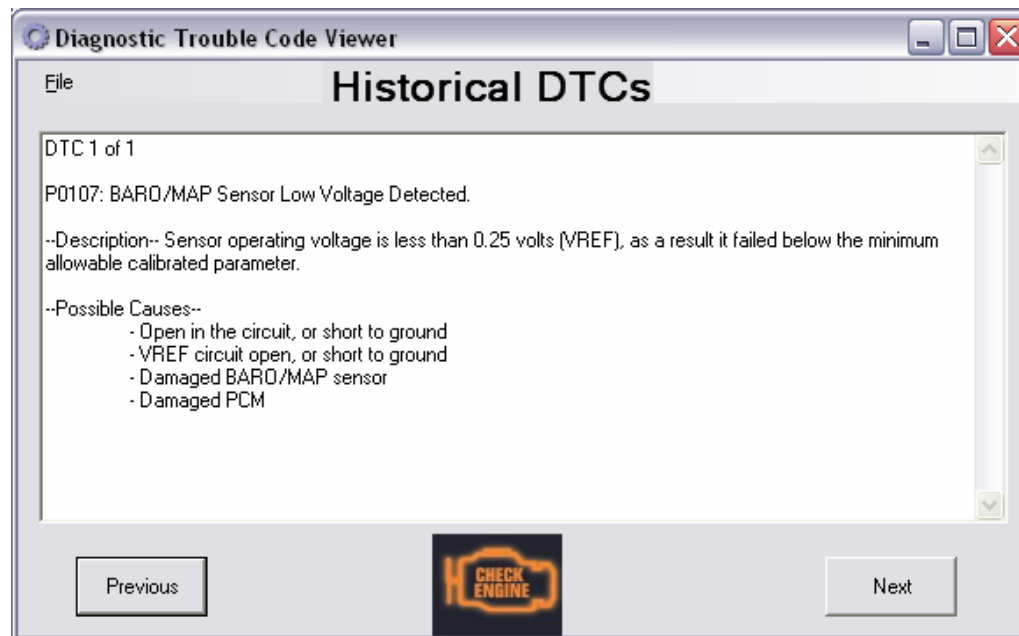 Diagnostic Trouble Code Viewer
File
Historical DTCs
DTC 1 of 1
P0107: BARO/MAP Sensor Low Voltage Detected.
--Description-- Sensor operating voltage is less than 0.25 volts (VREF), as a result it failed below the minimum
allowable calibrated parameter.
--Possible Causes--
- Open in the circuit, or short to ground
- VREF circuit open, or short to ground
- Damaged BARO/MAP sensor
- Damaged PCM
Previous
CHECK
ENGINE
Next